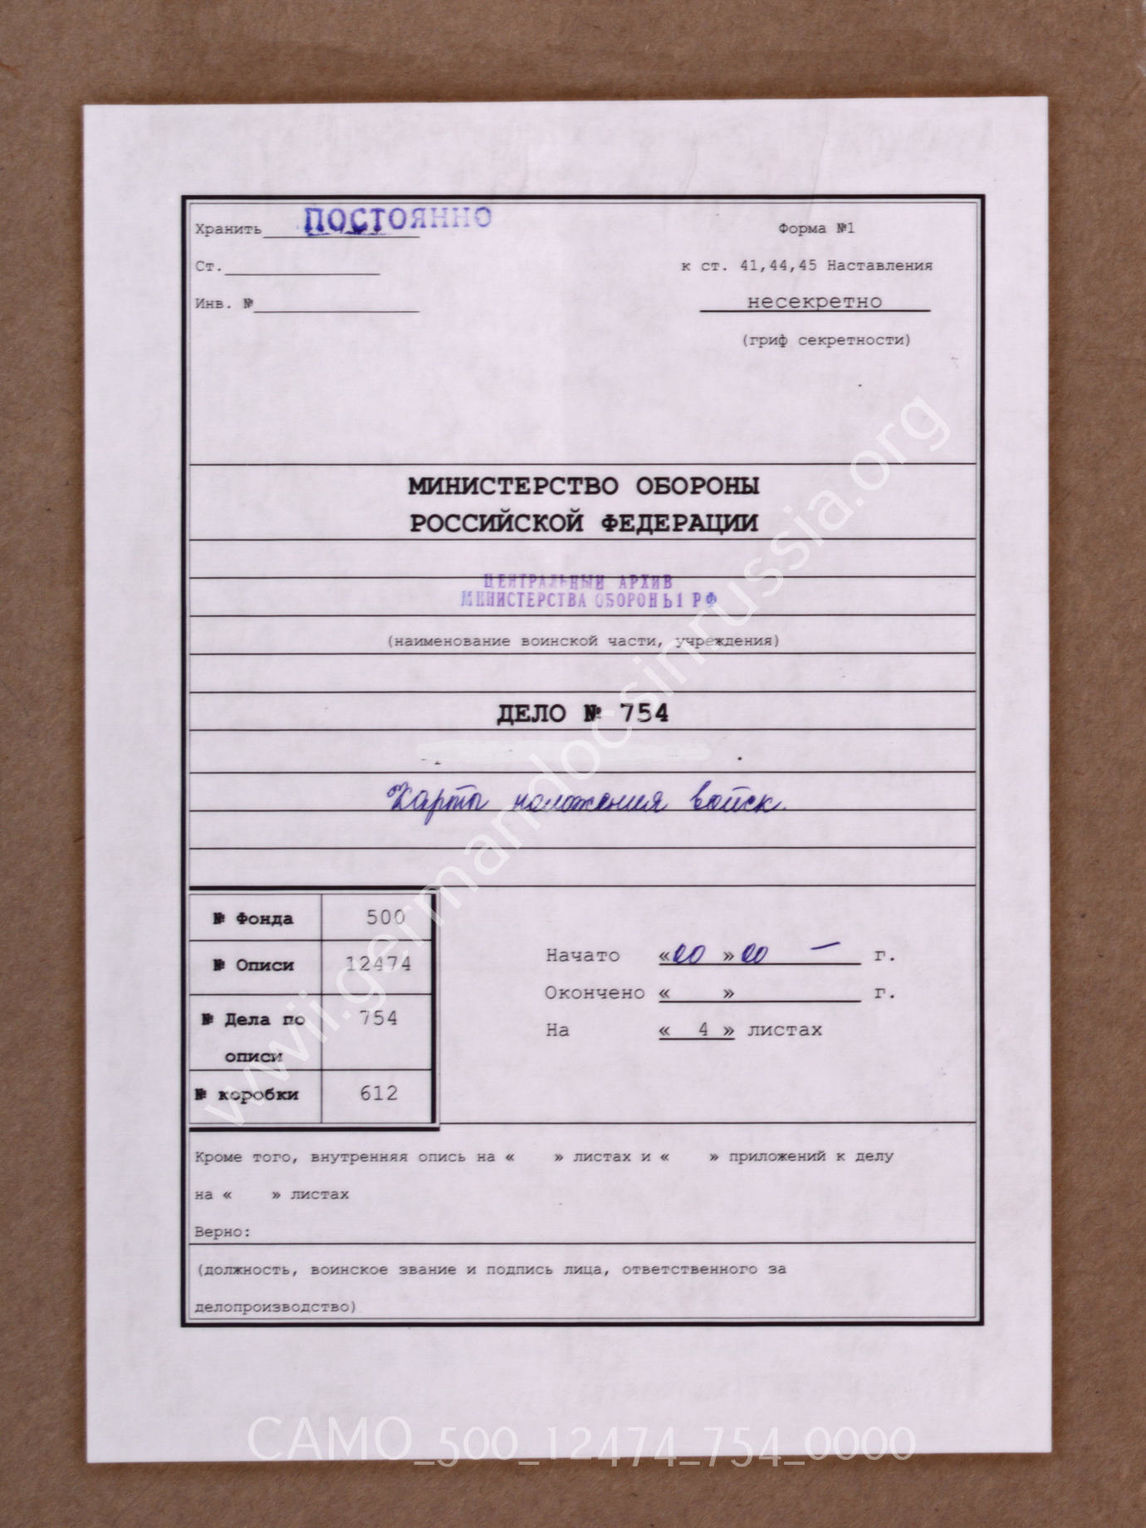 Хранить ПОСТОЯННО
Форма №1
Ст.
к ст. 41,44,45 Наставления
Инв. №
несекретно
(гриф секретности)
МИНИСТЕРСТВО ОБОРОНЫ
РОССИЙСКОЙ ФЕДЕРАЦИИ
ЦЕНТРАЛЬНЫЙ АРХИВ
МИНИСТЕРСТВА ОБОРОНЫ РФ
(наименование воинской части, учреждения)
ДЕЛО № 754
Карты положения войск.
№ Фонда 500
№ Описи 12474
№ Дела по описи 754
№ коробки 612
Начато «00» 00 — г.
Окончено « » г.
На « 4 » листах
Кроме того, внутренняя опись на « » листах и « » приложений к делу
на « » листах
Верно:
(должность, воинское звание и подпись лица, ответственного за
делопроизводство)
www.wii.germandocsinrussia.org
CAMO_500_12474_754_0000